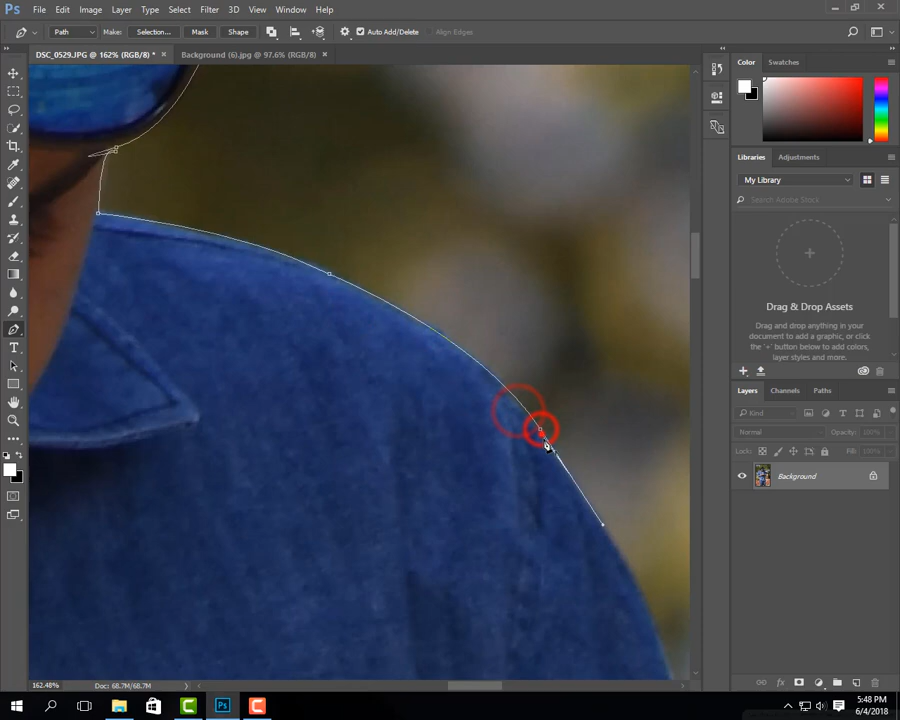 Ps File Edit Image Layer Type Select Filter 3D View Window Help
Path Make: Selection... Mask Shape Auto Add/Delete Align Edges
DSC_0529.JPG @ 162% (RGB/8) * × Background (6).jpg @ 97.6% (RGB/8) ×
Color Swatches
Libraries Adjustments
My Library
Search Adobe Stock
Drag & Drop Assets
Drag and drop anything in your
document to add a graphic, or click
the '+' button below to add colors,
layer styles and more.
Layers Channels Paths
Kind
Normal Opacity: 100%
Lock: Fill: 100%
Background
162.48% Doc: 68.7M/68.7M
Ps 5:48 PM
6/4/2018